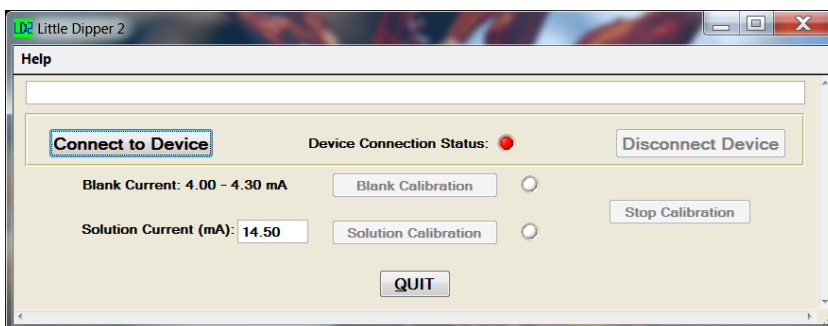 LD2 Little Dipper 2
Help
Connect to Device Device Connection Status: Disconnect Device
Blank Current: 4.00 - 4.30 mA Blank Calibration
Stop Calibration
Solution Current (mA): 14.50 Solution Calibration
QUIT